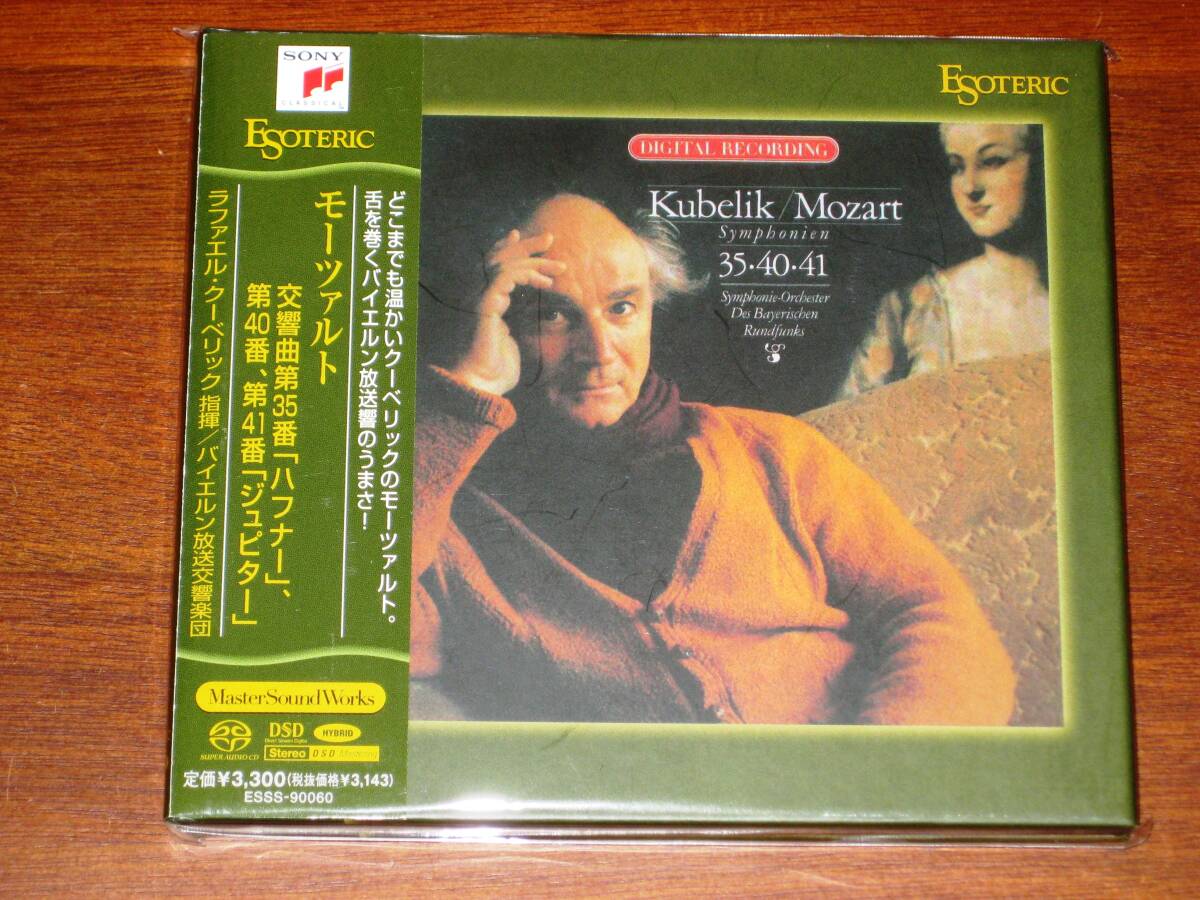 SONY
CLASSICAL
ESOTERIC
どこまでも温かいクーベリックのモーツァルト。
舌を巻くバイエルン放送響のうまさ!
モーツァルト
交響曲第35番「ハフナー」、
第40番、第41番「ジュピター」
ラファエル・クーベリック 指揮/バイエルン放送交響楽団
MasterSoundWorks
SUPER AUDIO CD
DSD
Direct Stream Digital
HYBRID
Stereo
DSD Mastering
定価¥3,300(税抜価格¥3,143)
ESSS-90060
ESOTERIC
DIGITAL RECORDING
Kubelik/Mozart
Symphonien
35·40·41
Symphonie-Orchester
Des Bayerischen
Rundfunks